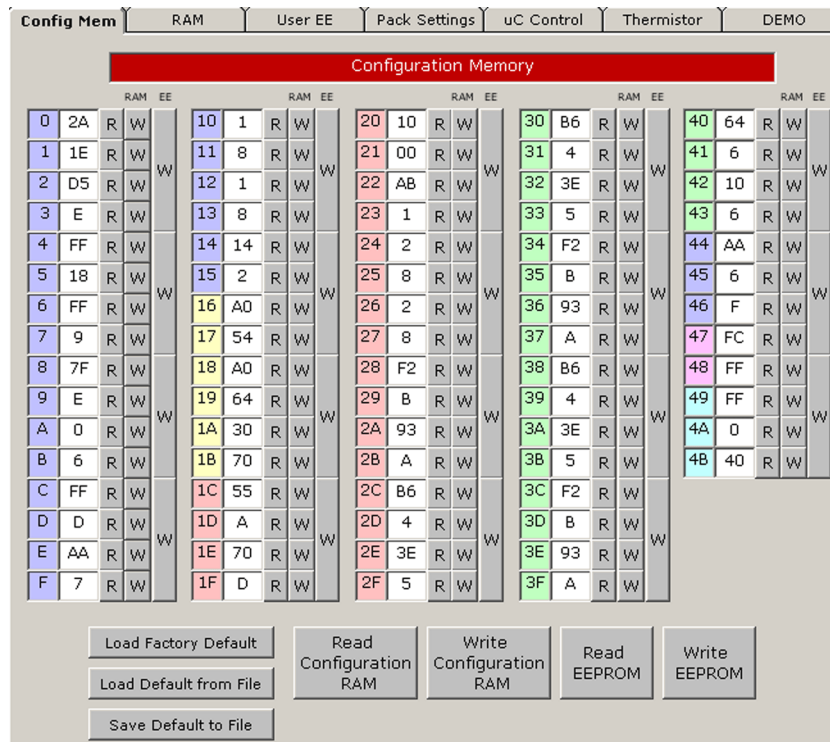 Config Mem RAM User EE Pack Settings uC Control Thermistor DEMO
Configuration Memory
RAM EE RAM EE RAM EE RAM EE RAM EE
0 2A R W 10 1 R W 20 10 R W 30 B6 R W 40 64 R W
1 1E R W 11 8 R W 21 00 R W 31 4 R W 41 6 R W
W W W W W
2 D5 R W 12 1 R W 22 AB R W 32 3E R W 42 10 R W
3 E R W 13 8 R W 23 1 R W 33 5 R W 43 6 R W
4 FF R W 14 14 R W 24 2 R W 34 F2 R W 44 AA R W
5 18 R W 15 2 R W 25 8 R W 35 B R W 45 6 R W
W W W W W
6 FF R W 16 A0 R W 26 2 R W 36 93 R W 46 F R W
7 9 R W 17 54 R W 27 8 R W 37 A R W 47 FC R W
8 7F R W 18 A0 R W 28 F2 R W 38 B6 R W 48 FF R W
9 E R W 19 64 R W 29 B R W 39 4 R W 49 FF R W
W W W W W
A 0 R W 1A 30 R W 2A 93 R W 3A 3E R W 4A 0 R W
B 6 R W 1B 70 R W 2B A R W 3B 5 R W 4B 40 R W
C FF R W 1C 55 R W 2C B6 R W 3C F2 R W
D D R W 1D A R W 2D 4 R W 3D B R W
W W W W
E AA R W 1E 70 R W 2E 3E R W 3E 93 R W
F 7 R W 1F D R W 2F 5 R W 3F A R W
Load Factory Default
Load Default from File
Save Default to File
Read
Configuration
RAM
Write
Configuration
RAM
Read
EEPROM
Write
EEPROM